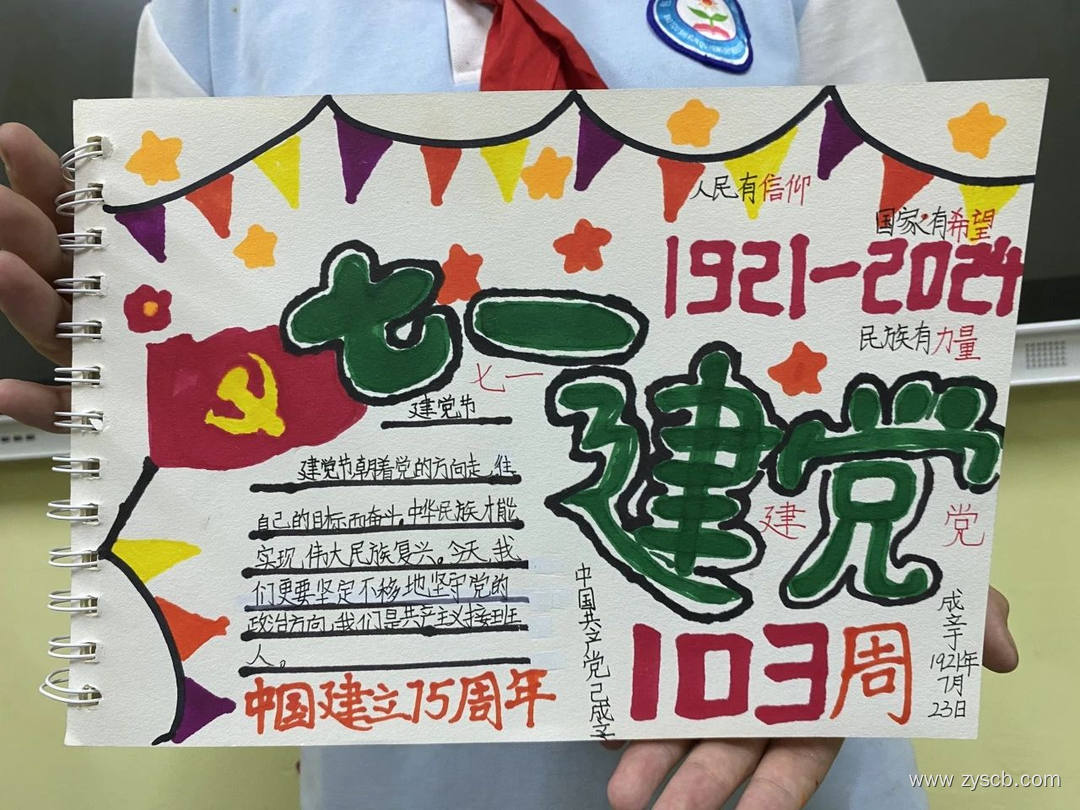 人民有信仰
国家·有希望
1921-2024
民族有力量
七一
七一
建党节
建党
建
党
建党节朝着党的方向走,往
自己的目标而奋斗,中华民族才能
实现,伟大民族复兴。今天,我
们更要坚定不移地坚守党的
政治方向,我们是共产主义接班
人。
中国建立75周年
中国共产党已成立
103周
成立于
1921年
7月
23日
www.zyscb.com